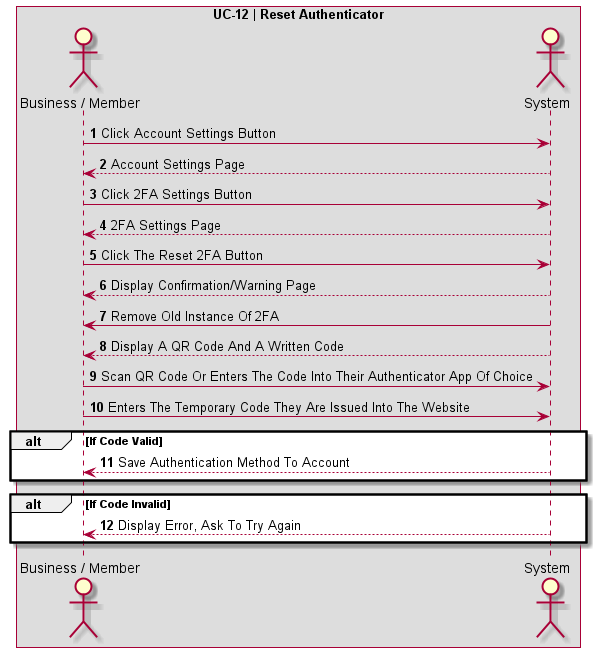 UC-12 | Reset Authenticator
Business / Member
System
1 Click Account Settings Button
2 Account Settings Page
3 Click 2FA Settings Button
4 2FA Settings Page
5 Click The Reset 2FA Button
6 Display Confirmation/Warning Page
7 Remove Old Instance Of 2FA
8 Display A QR Code And A Written Code
9 Scan QR Code Or Enters The Code Into Their Authenticator App Of Choice
10 Enters The Temporary Code They Are Issued Into The Website
alt [If Code Valid]
11 Save Authentication Method To Account
alt [If Code Invalid]
12 Display Error, Ask To Try Again
Business / Member
System